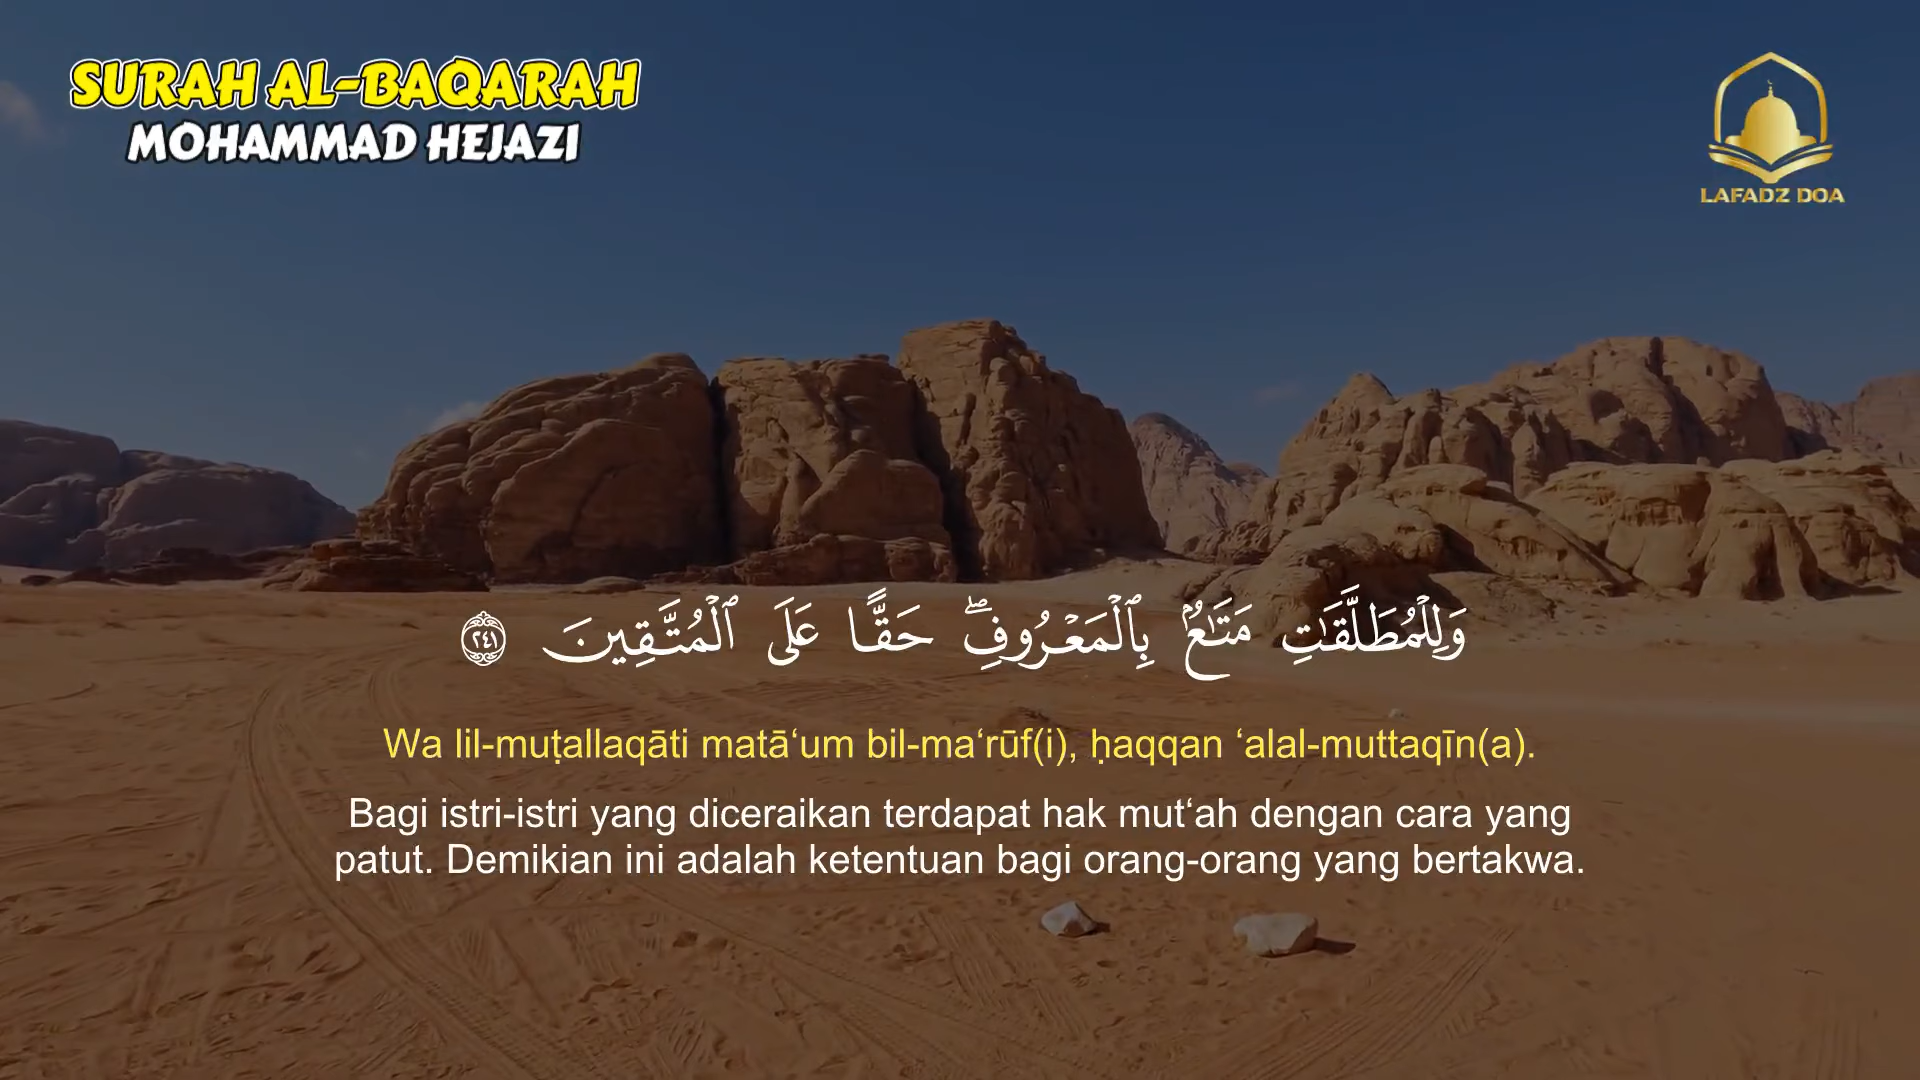 SURAH AL-BAQARAH
MOHAMMAD HEJAZI
LAFADZ DOA
وَلِلْمُطَلَّقَٰتِ مَتَٰعٌۢ بِٱلْمَعْرُوفِ ۖ حَقًّا عَلَى ٱلْمُتَّقِينَ ٢٤١
Wa lil-muṭallaqāti matā‘um bil-ma‘rūf(i), ḥaqqan ‘alal-muttaqīn(a).
Bagi istri-istri yang diceraikan terdapat hak mut‘ah dengan cara yang
patut. Demikian ini adalah ketentuan bagi orang-orang yang bertakwa.